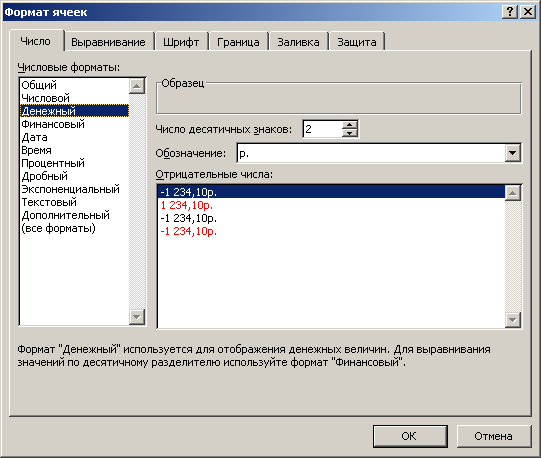 Формат ячеек
Число
Выравнивание
Шрифт
Граница
Заливка
Защита
Числовые форматы:
Общий
Числовой
Денежный
Финансовый
Дата
Время
Процентный
Дробный
Экспоненциальный
Текстовый
Дополнительный
(все форматы)
Образец
Число десятичных знаков: 2
Обозначение: р.
Отрицательные числа:
-1 234,10р.
1 234,10р.
-1 234,10р.
-1 234,10р.
Формат "Денежный" используется для отображения денежных величин. Для выравнивания
значений по десятичному разделителю используйте формат "Финансовый".
ОК
Отмена